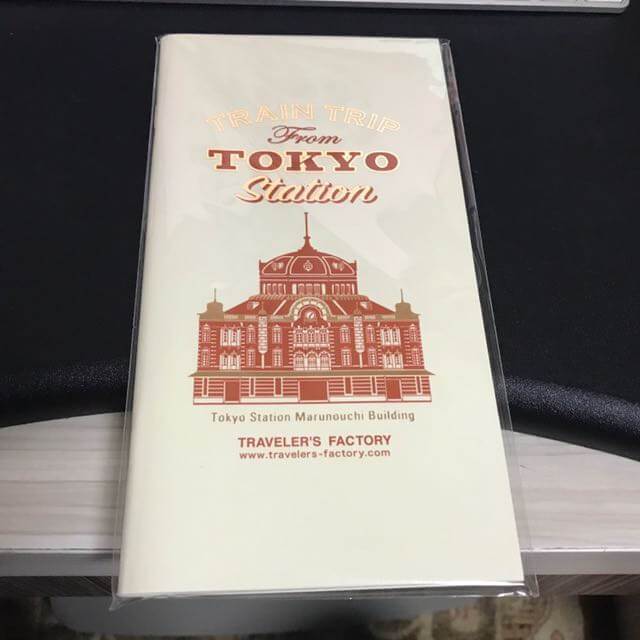 TRAIN TRIP
From
TOKYO
Station
Tokyo Station Marunouchi Building
TRAVELER'S FACTORY
www.travelers-factory.com